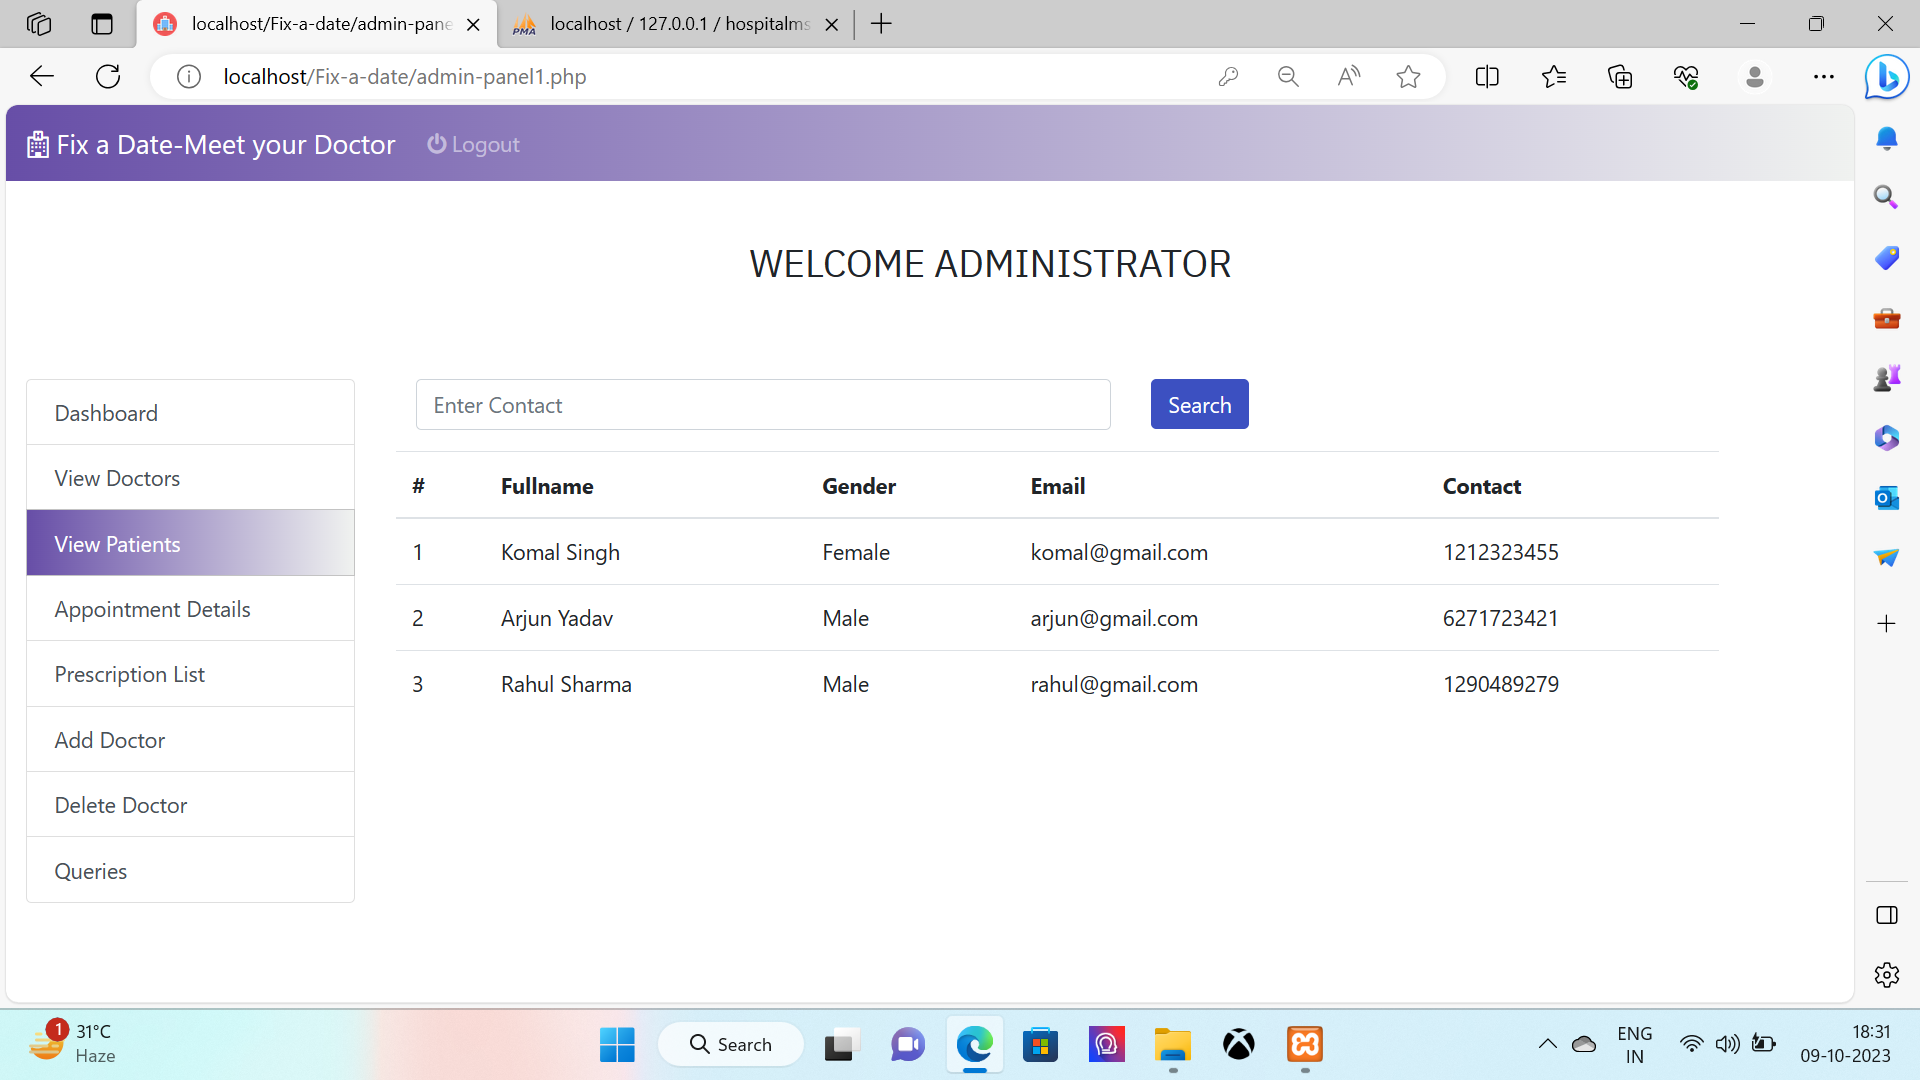 localhost/Fix-a-date/admin-pane
localhost / 127.0.0.1 / hospitalms
localhost/Fix-a-date/admin-panel1.php
Fix a Date-Meet your Doctor
Logout
WELCOME ADMINISTRATOR
Dashboard
View Doctors
View Patients
Appointment Details
Prescription List
Add Doctor
Delete Doctor
Queries
Enter Contact
Search
# Fullname Gender Email Contact
1 Komal Singh Female komal@gmail.com 1212323455
2 Arjun Yadav Male arjun@gmail.com 6271723421
3 Rahul Sharma Male rahul@gmail.com 1290489279
1
31°C
Haze
Search
ENG
IN
18:31
09-10-2023
PMA